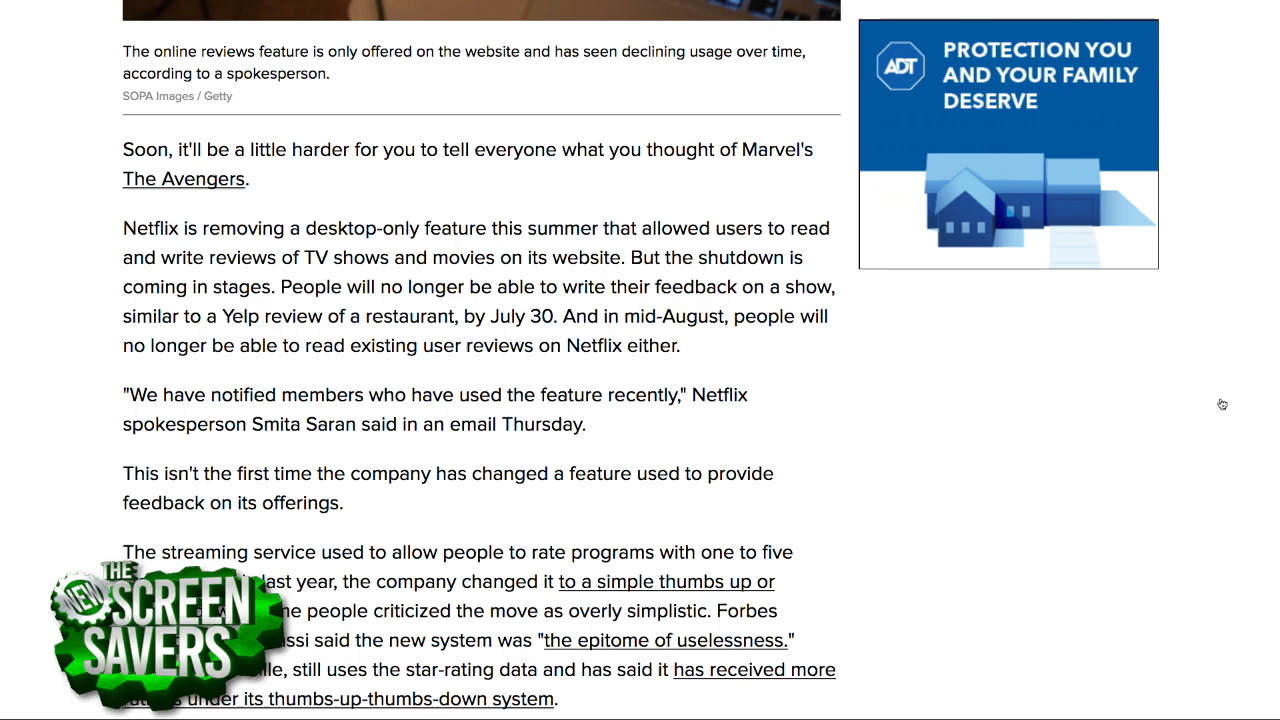 The online reviews feature is only offered on the website and has seen declining usage over time,
according to a spokesperson.
SOPA Images / Getty
Soon, it'll be a little harder for you to tell everyone what you thought of Marvel's
The Avengers.
Netflix is removing a desktop-only feature this summer that allowed users to read
and write reviews of TV shows and movies on its website. But the shutdown is
coming in stages. People will no longer be able to write their feedback on a show,
similar to a Yelp review of a restaurant, by July 30. And in mid-August, people will
no longer be able to read existing user reviews on Netflix either.
"We have notified members who have used the feature recently," Netflix
spokesperson Smita Saran said in an email Thursday.
This isn't the first time the company has changed a feature used to provide
feedback on its offerings.
The streaming service used to allow people to rate programs with one to five
last year, the company changed it to a simple thumbs up or
people criticized the move as overly simplistic. Forbes
said the new system was "the epitome of uselessness."
still uses the star-rating data and has said it has received more
under its thumbs-up-thumbs-down system.
ADT
PROTECTION YOU
AND YOUR FAMILY
DESERVE
THE
NEW SCREEN
SAVERS